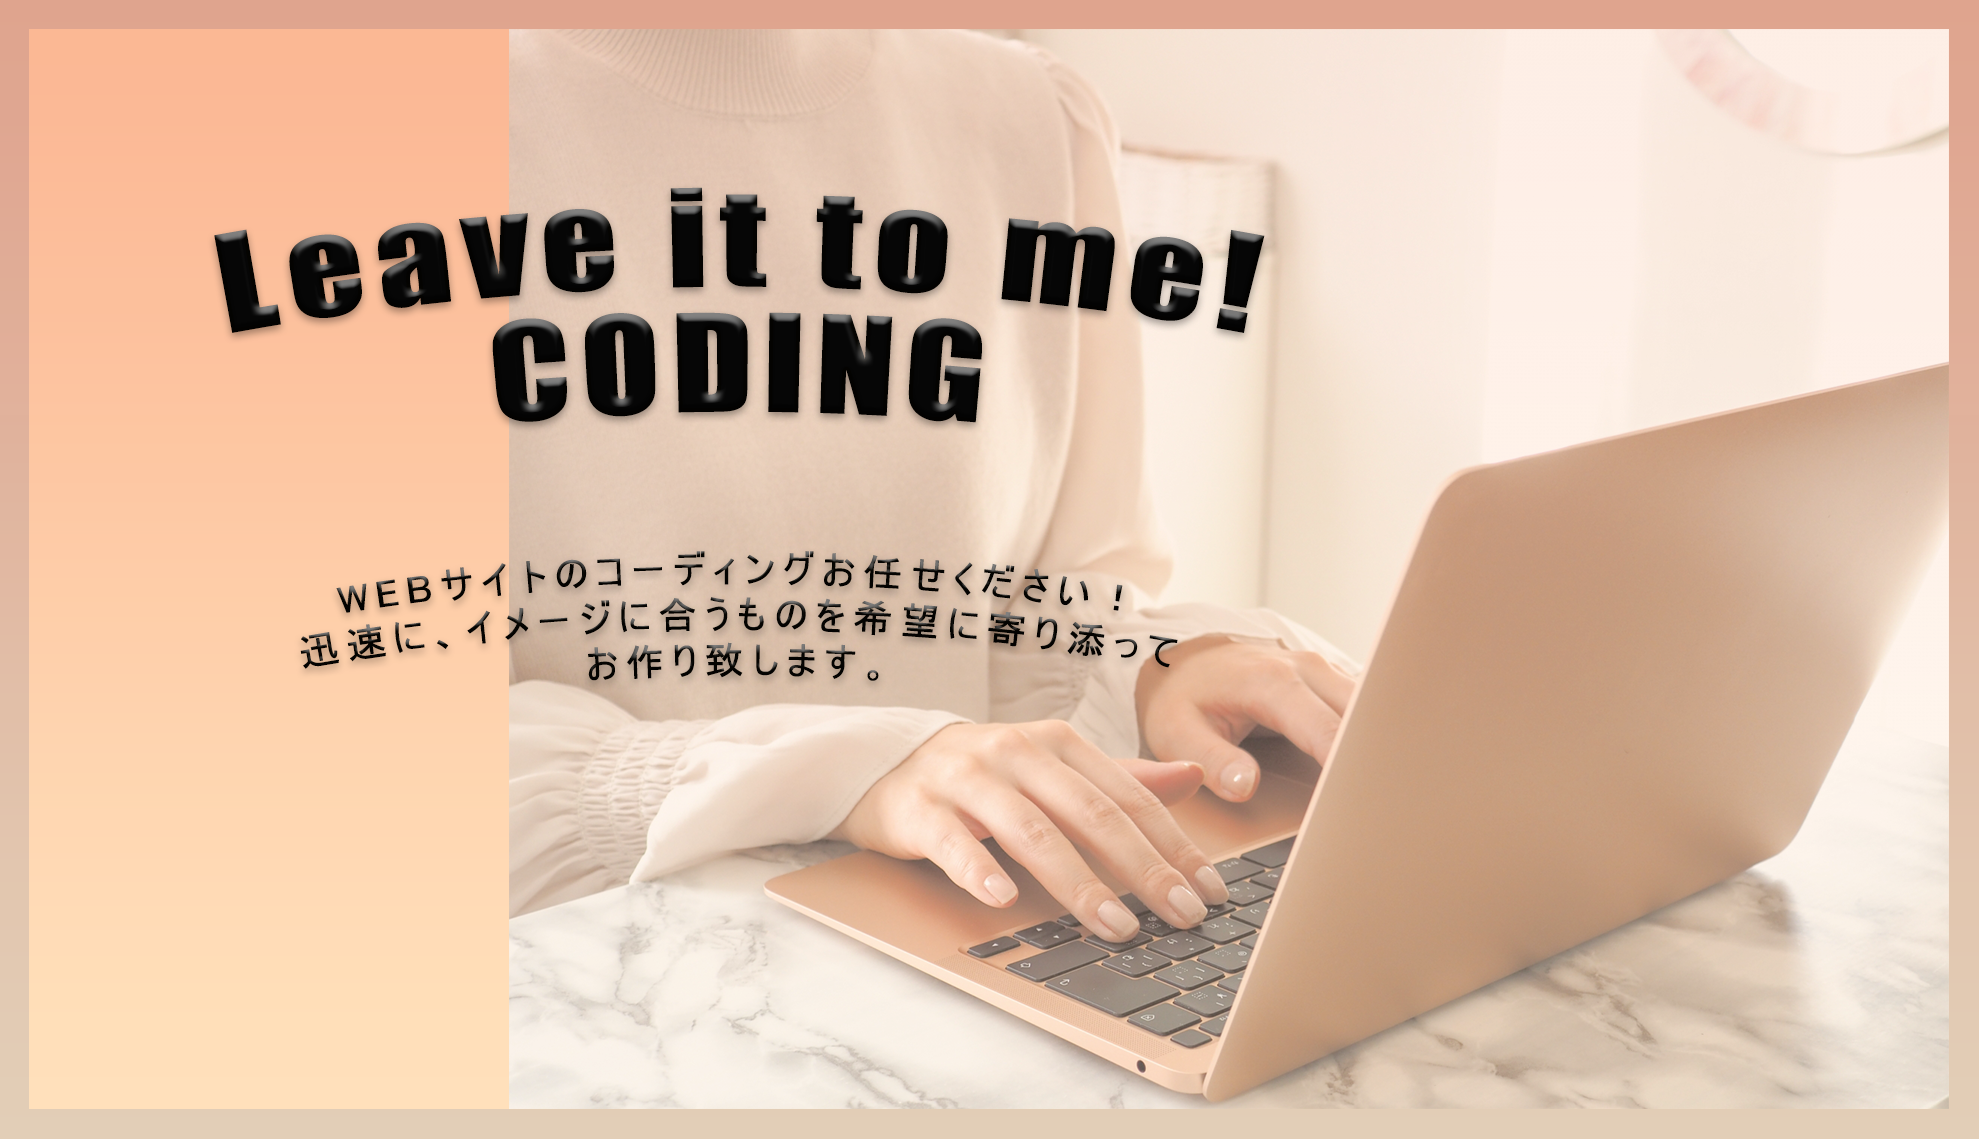 Leave it to me!
CODING
WEBサイトのコーディングお任せください！
迅速に、イメージに合うものを希望に寄り添って
お作り致します。